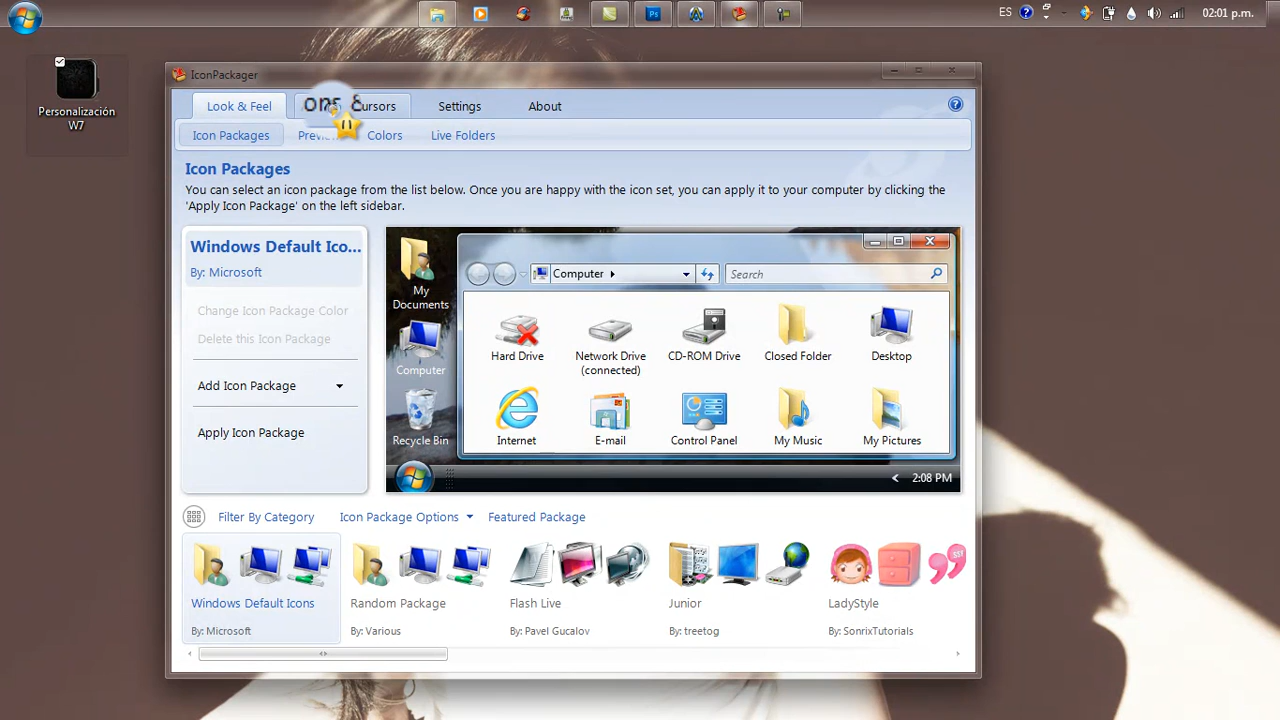 ES
02:01 p.m.
Personalización
W7
IconPackager
Look & Feel
Cursors
Settings
About
Icon Packages
Colors
Live Folders
Icon Packages
You can select an icon package from the list below. Once you are happy with the icon set, you can apply it to your computer by clicking the
'Apply Icon Package' on the left sidebar.
Windows Default Ico...
By: Microsoft
Change Icon Package Color
Delete this Icon Package
Add Icon Package
Apply Icon Package
My
Documents
Computer
Recycle Bin
Computer
Search
Hard Drive
Network Drive
(connected)
CD-ROM Drive
Closed Folder
Desktop
Internet
E-mail
Control Panel
My Music
My Pictures
2:08 PM
Filter By Category
Icon Package Options
Featured Package
Windows Default Icons
By: Microsoft
Random Package
By: Various
Flash Live
By: Pavel Gucalov
Junior
By: treetog
LadyStyle
By: SonrixTutorials